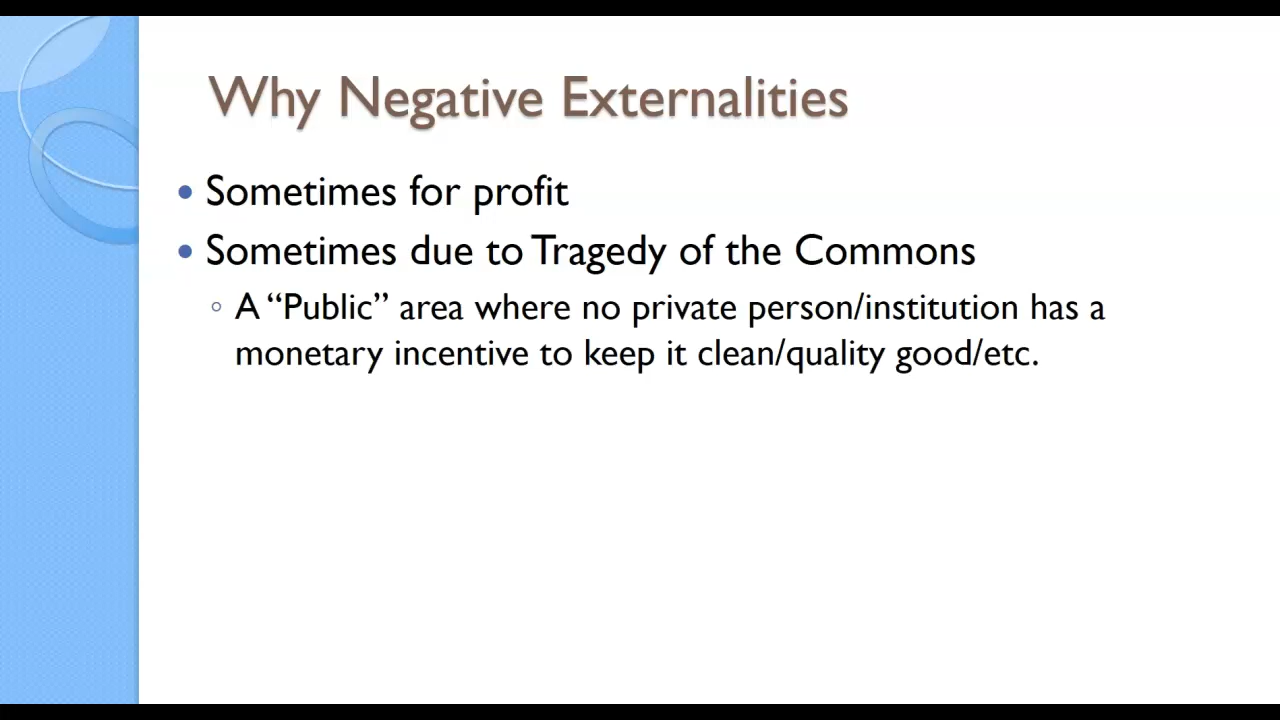 Why Negative Externalities
Sometimes for profit
Sometimes due to Tragedy of the Commons
A “Public” area where no private person/institution has a
monetary incentive to keep it clean/quality good/etc.